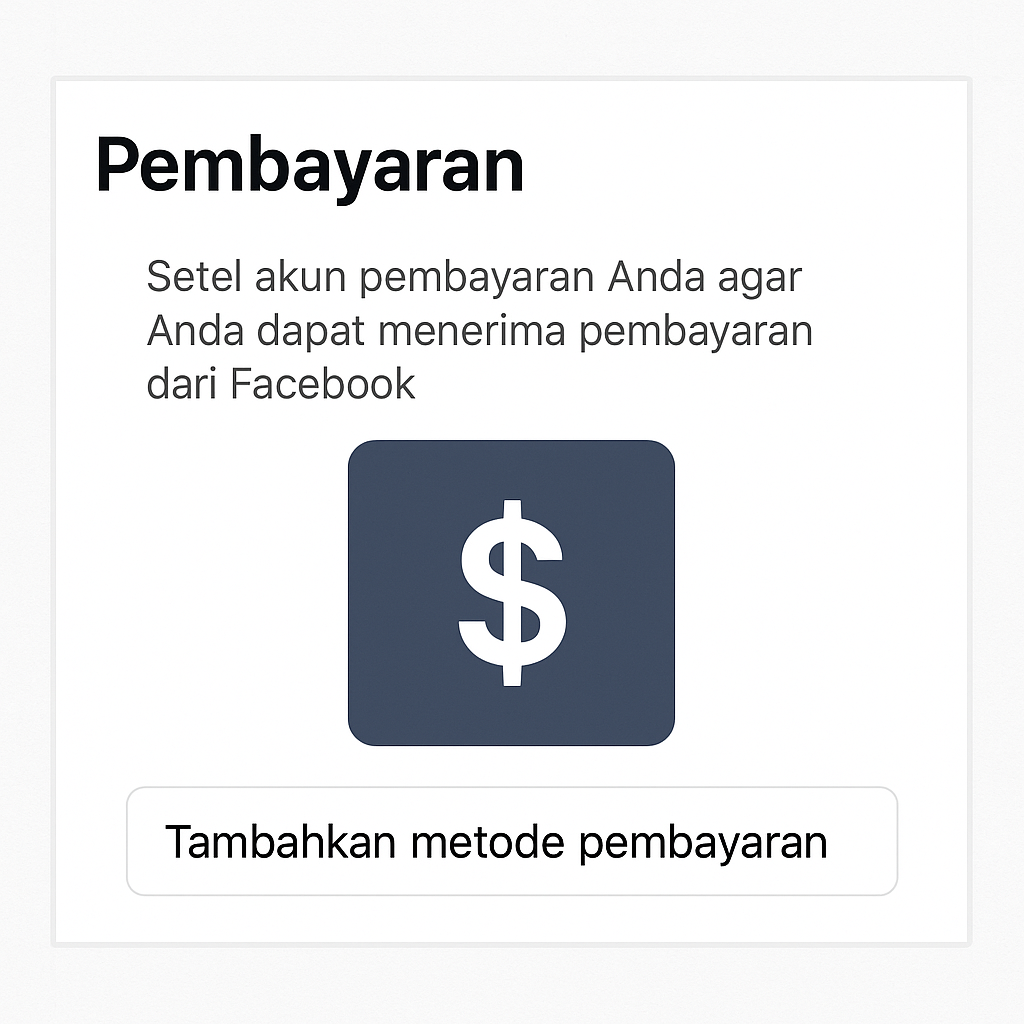 Pembayaran
Setel akun pembayaran Anda agar
Anda dapat menerima pembayaran
dari Facebook
$
Tambahkan metode pembayaran